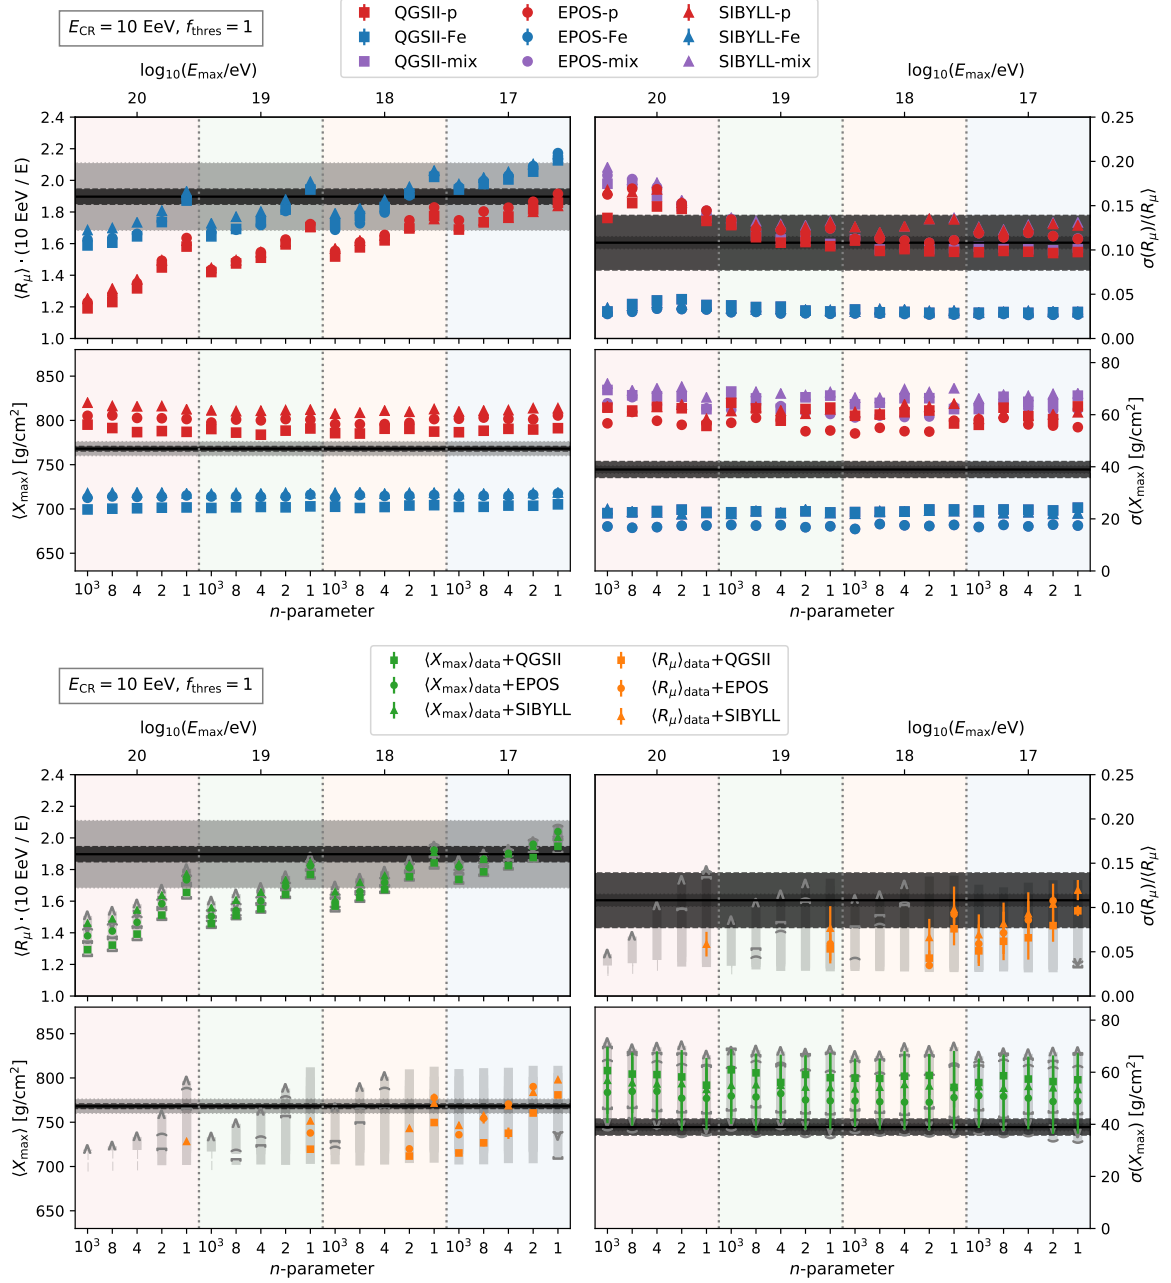 E_CR = 10 EeV, f_thres = 1
QGSII-p EPOS-p SIBYLL-p
QGSII-Fe EPOS-Fe SIBYLL-Fe
QGSII-mix EPOS-mix SIBYLL-mix
log₁₀(E_max/eV) log₁₀(E_max/eV)
20 19 18 17 20 19 18 17
⟨R_μ⟩ · (10 EeV / E)
2.4
2.2
2.0
1.8
1.6
1.4
1.2
1.0
0.25
0.20
0.15
0.10
0.05
0.00
σ(R_μ)/⟨R_μ⟩
⟨X_max⟩ [g/cm²]
850
800
750
700
650
80
60
40
20
0
σ(X_max) [g/cm²]
10³ 8 4 2 1 10³ 8 4 2 1 10³ 8 4 2 1 10³ 8 4 2 1 10³ 8 4 2 1 10³ 8 4 2 1 10³ 8 4 2 1 10³ 8 4 2 1
n-parameter n-parameter
E_CR = 10 EeV, f_thres = 1
⟨X_max⟩_data+QGSII ⟨R_μ⟩_data+QGSII
⟨X_max⟩_data+EPOS ⟨R_μ⟩_data+EPOS
⟨X_max⟩_data+SIBYLL ⟨R_μ⟩_data+SIBYLL
log₁₀(E_max/eV) log₁₀(E_max/eV)
20 19 18 17 20 19 18 17
⟨R_μ⟩ · (10 EeV / E)
2.4
2.2
2.0
1.8
1.6
1.4
1.2
1.0
0.25
0.20
0.15
0.10
0.05
0.00
σ(R_μ)/⟨R_μ⟩
⟨X_max⟩ [g/cm²]
850
800
750
700
650
80
60
40
20
0
σ(X_max) [g/cm²]
10³ 8 4 2 1 10³ 8 4 2 1 10³ 8 4 2 1 10³ 8 4 2 1 10³ 8 4 2 1 10³ 8 4 2 1 10³ 8 4 2 1 10³ 8 4 2 1
n-parameter n-parameter